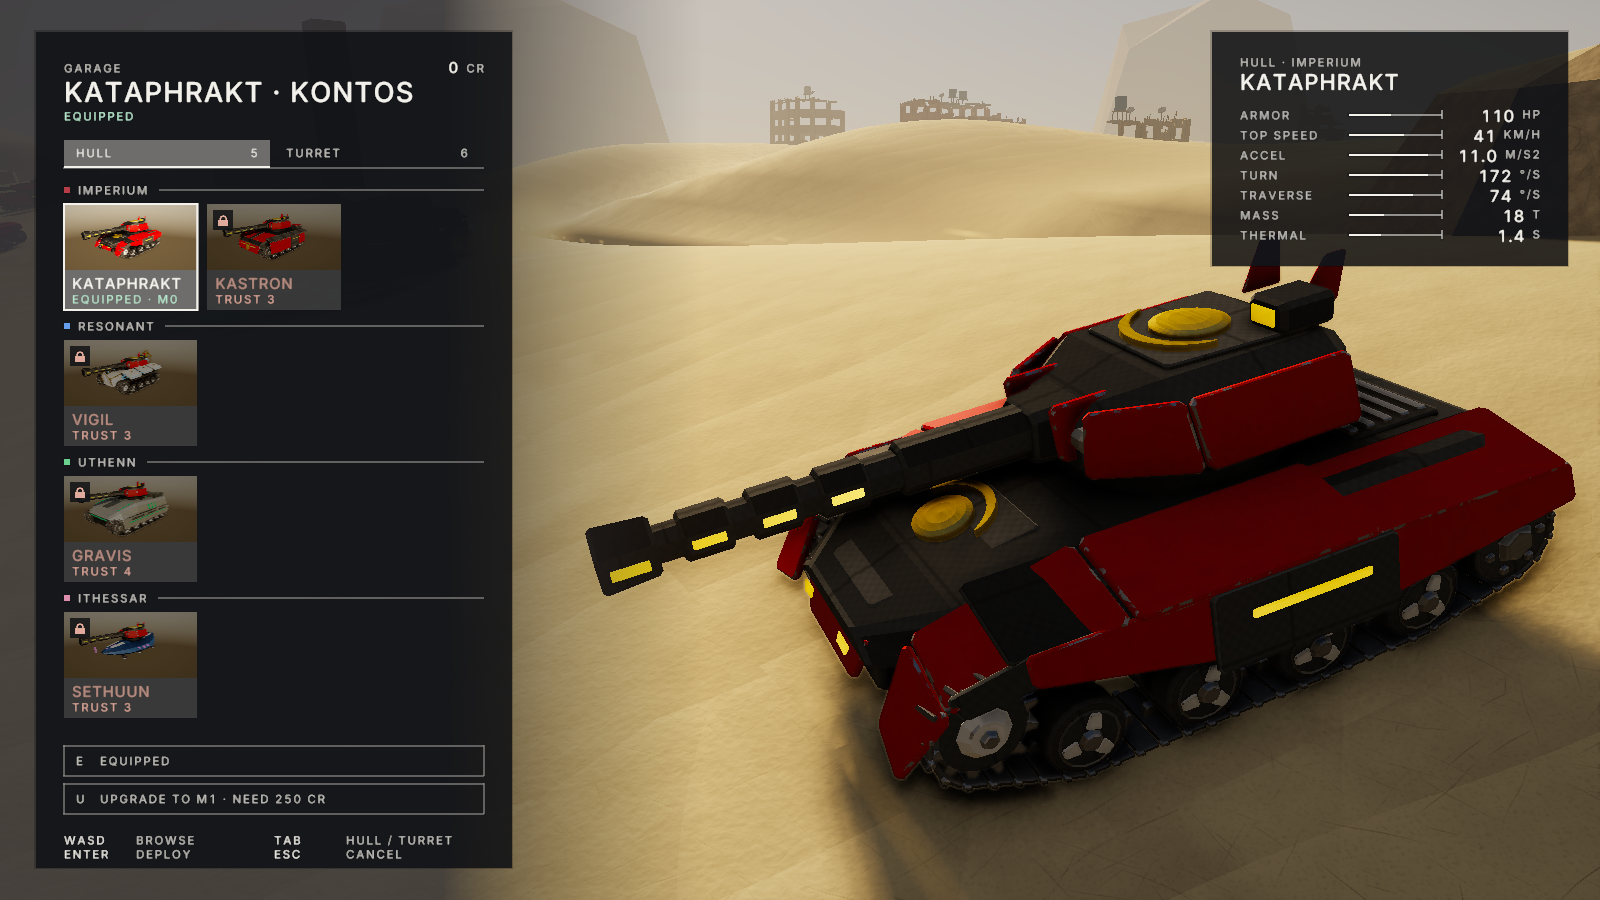 GARAGE
0 CR
KATAPHRAKT · KONTOS
EQUIPPED
HULL 5 TURRET 6
IMPERIUM
KATAPHRAKT
EQUIPPED · M0
KASTRON
TRUST 3
RESONANT
VIGIL
TRUST 3
UTHENN
GRAVIS
TRUST 4
ITHESSAR
SETHUUN
TRUST 3
E EQUIPPED
U UPGRADE TO M1 · NEED 250 CR
WASD BROWSE TAB HULL / TURRET
ENTER DEPLOY ESC CANCEL
HULL · IMPERIUM
KATAPHRAKT
ARMOR 110 HP
TOP SPEED 41 KM/H
ACCEL 11.0 M/S2
TURN 172 °/S
TRAVERSE 74 °/S
MASS 18 T
THERMAL 1.4 S